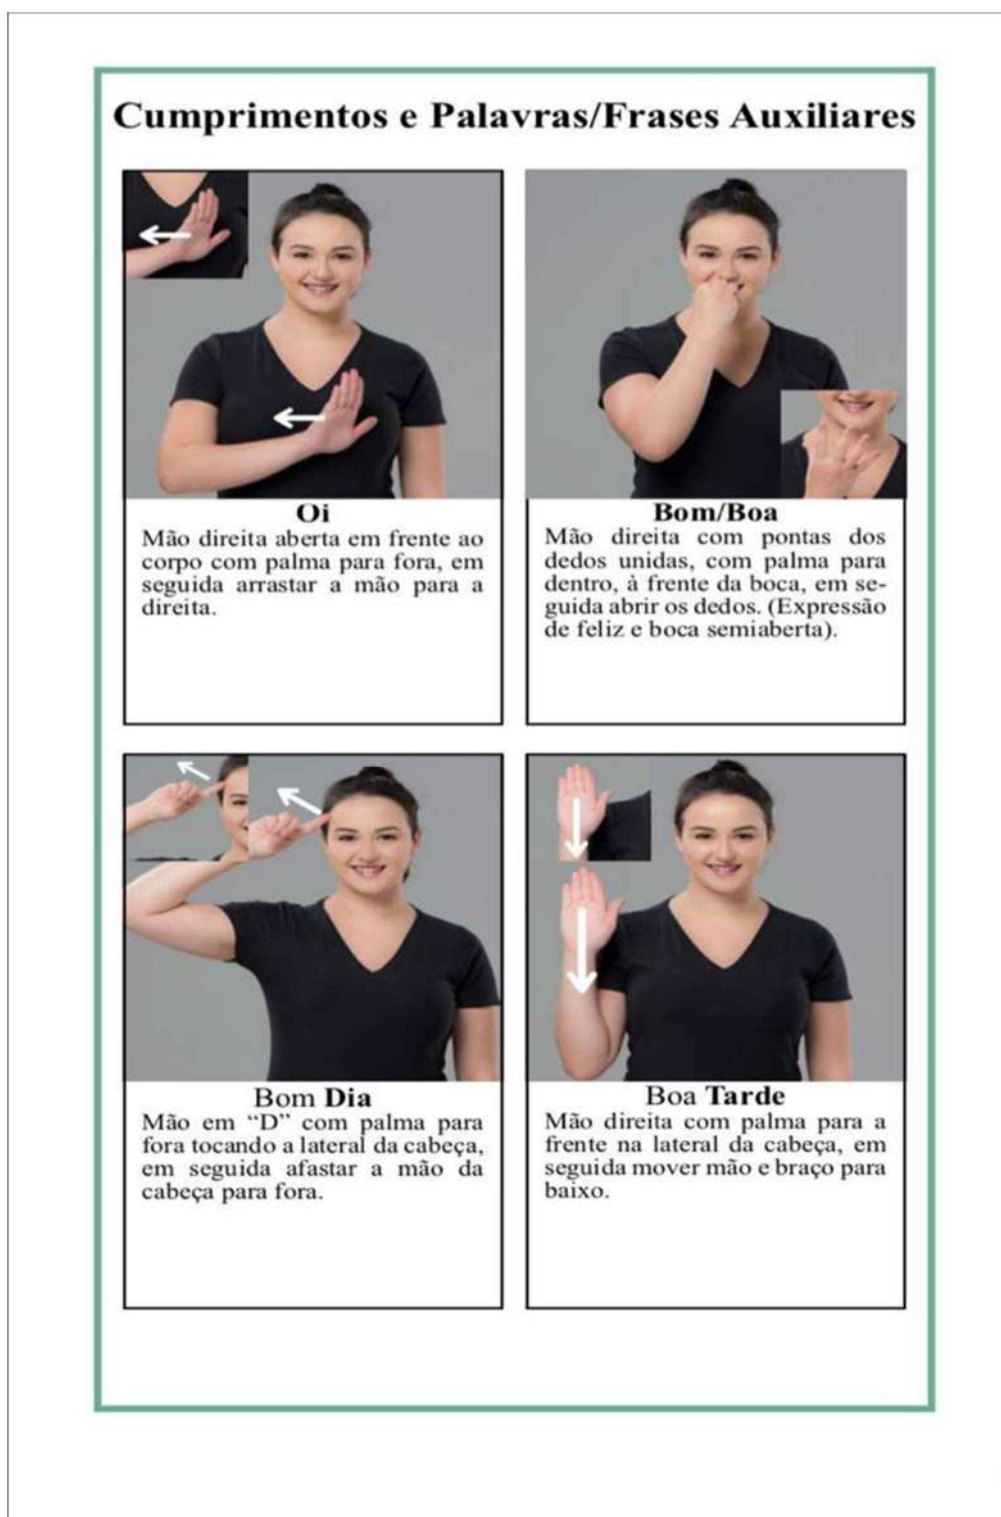 Cumprimentos e Palavras/Frases Auxiliares
Oi
Mão direita aberta em frente ao
corpo com palma para fora, em
seguida arrastar a mão para a
direita.
Bom/Boa
Mão direita com pontas dos
dedos unidas, com palma para
dentro, à frente da boca, em se-
guida abrir os dedos. (Expressão
de feliz e boca semiaberta).
Bom Dia
Mão em “D” com palma para
fora tocando a lateral da cabeça,
em seguida afastar a mão da
cabeça para fora.
Boa Tarde
Mão direita com palma para a
frente na lateral da cabeça, em
seguida mover mão e braço para
baixo.